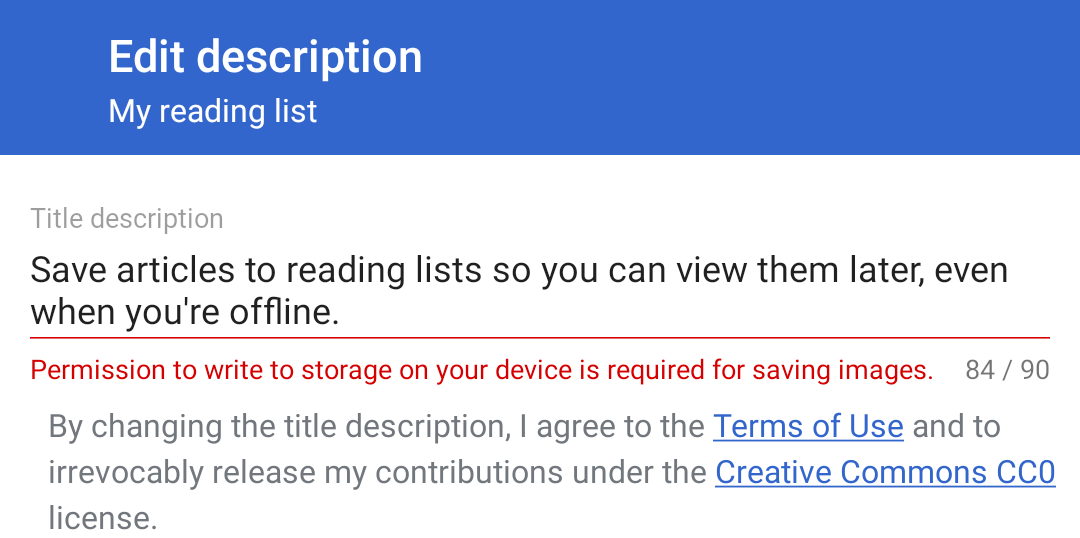 Edit description
My reading list
Title description
Save articles to reading lists so you can view them later, even
when you're offline.
Permission to write to storage on your device is required for saving images. 84 / 90
By changing the title description, I agree to the Terms of Use and to
irrevocably release my contributions under the Creative Commons CC0
license.